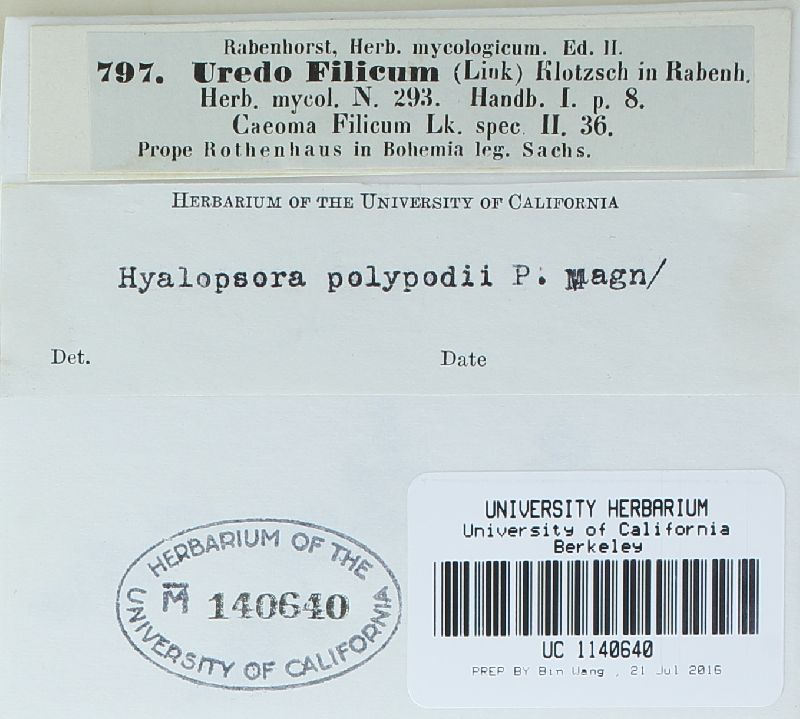 Rabenhorst, Herb. mycologicum. Ed. II.
797. Uredo Filicum (Link) Klotzsch in Rabenh.
Herb. mycol. N. 293. Handb. I. p. 8.
Caeoma Filicum Lk. spec. II. 36.
Prope Rothenhaus in Bohemia leg. Sachs.
HERBARIUM OF THE UNIVERSITY OF CALIFORNIA
Hyalopsora polypodii P. Magn/
Det. Date
HERBARIUM OF THE
M 140640
UNIVERSITY OF CALIFORNIA
UNIVERSITY HERBARIUM
University of California
Berkeley
UC 1140640
PREP BY Bin Wang , 21 Jul 2016